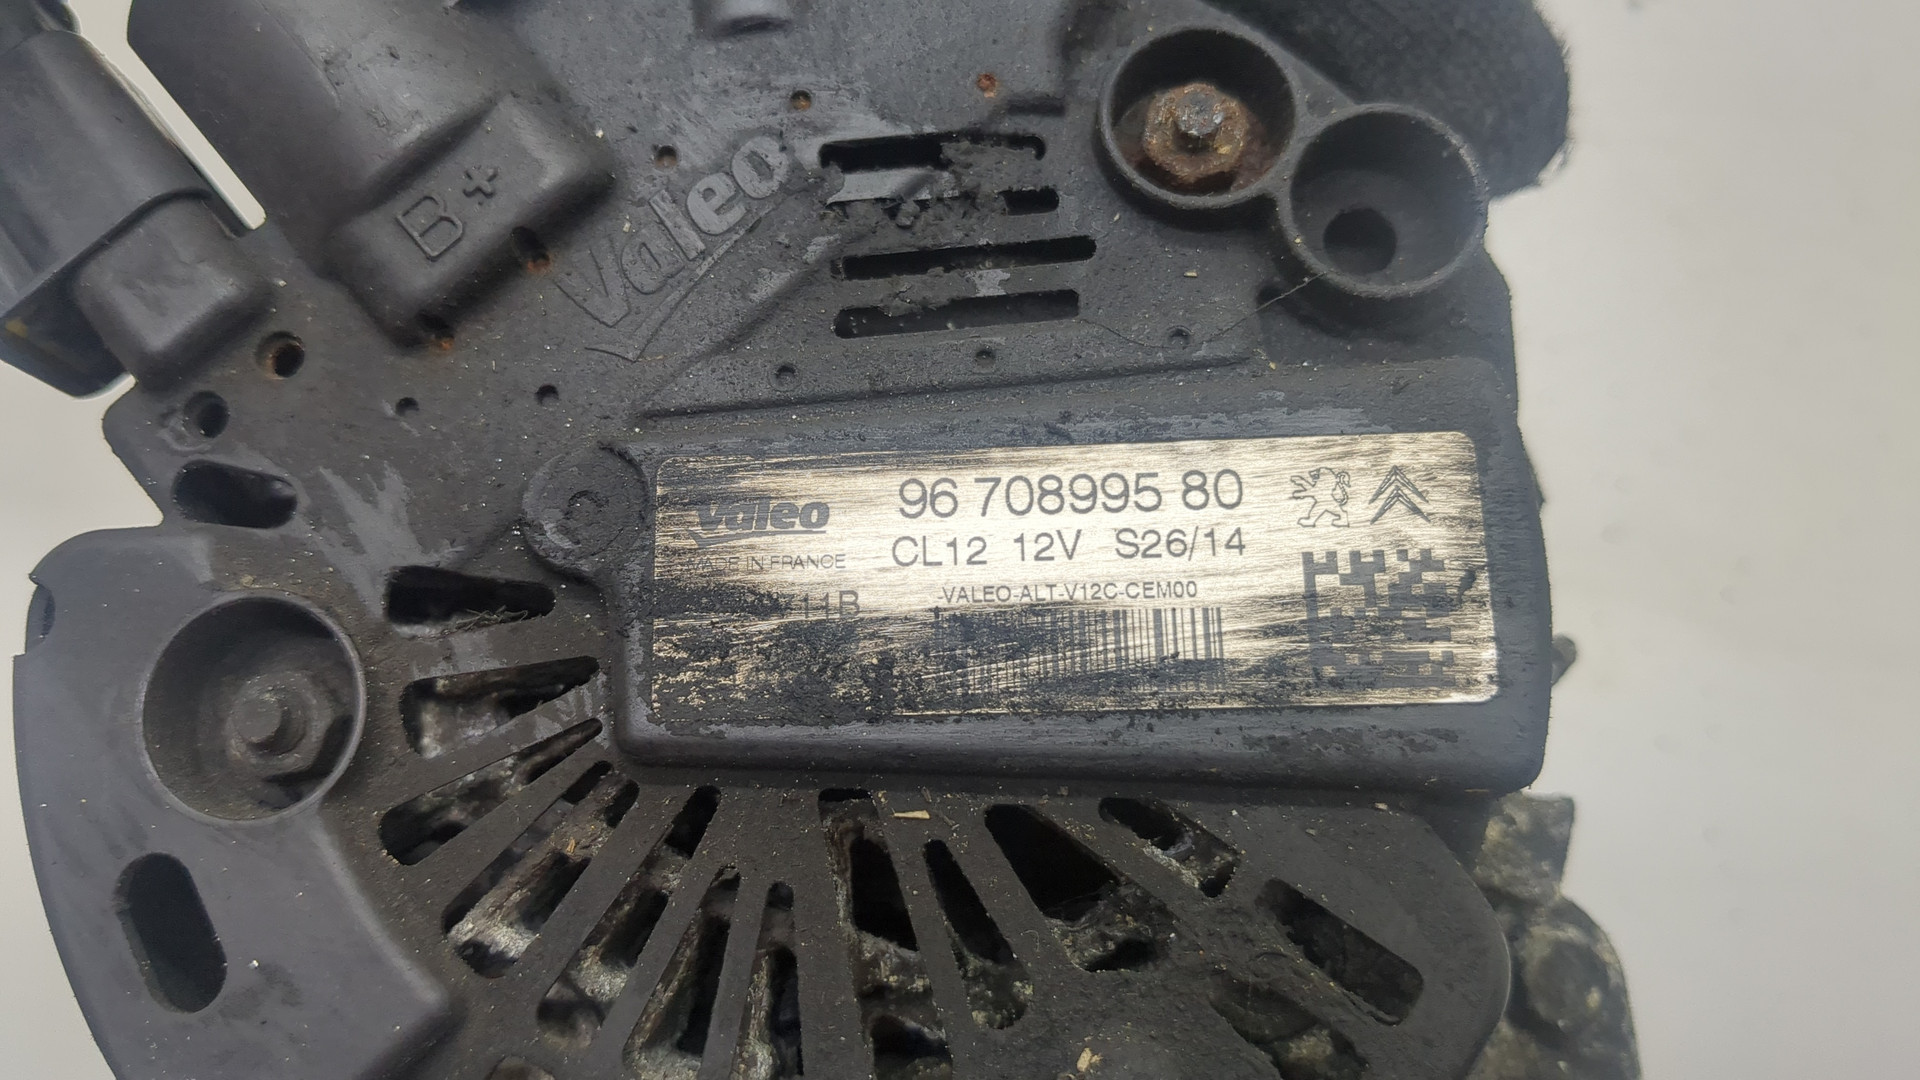 B+
Valeo
Valeo
96 708995 80
MADE IN FRANCE
CL12 12V S26/14
VALEO-ALT-V12C-CEM00